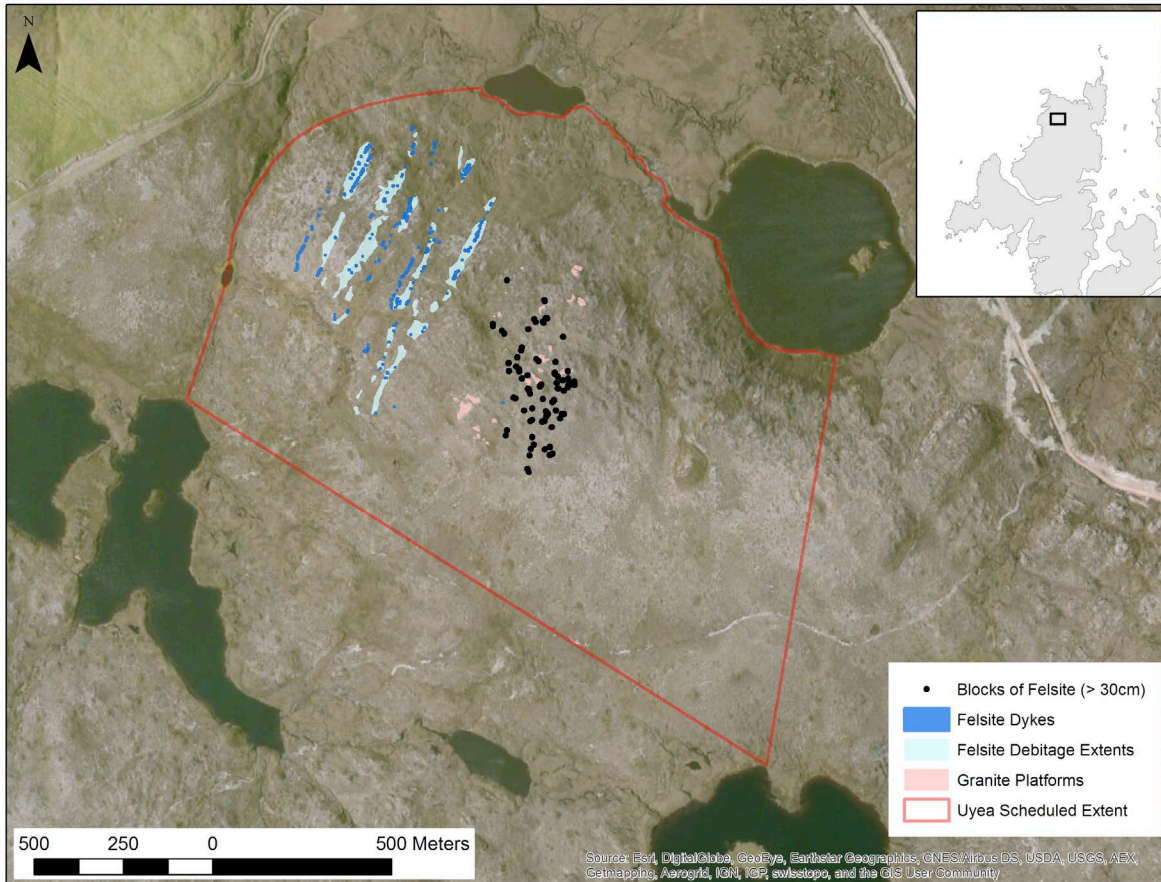 N
Blocks of Felsite (> 30cm)
Felsite Dykes
Felsite Debitage Extents
Granite Platforms
Uyea Scheduled Extent
500 250 0 500 Meters
Source: Esri, DigitalGlobe, GeoEye, Earthstar Geographics, CNES/Airbus DS, USDA, USGS, AEX,
Getmapping, Aerogrid, IGN, IGP, swisstopo, and the GIS User Community